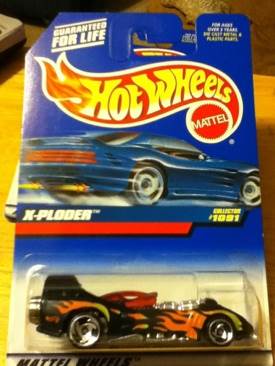 GUARANTEED
FOR LIFE
FOR AGES
OVER 3 YEARS.
DIE CAST METAL &
PLASTIC PARTS.
Hot Wheels
MATTEL
X-PLODER™
COLLECTOR
#1091
MATTEL WHEELS